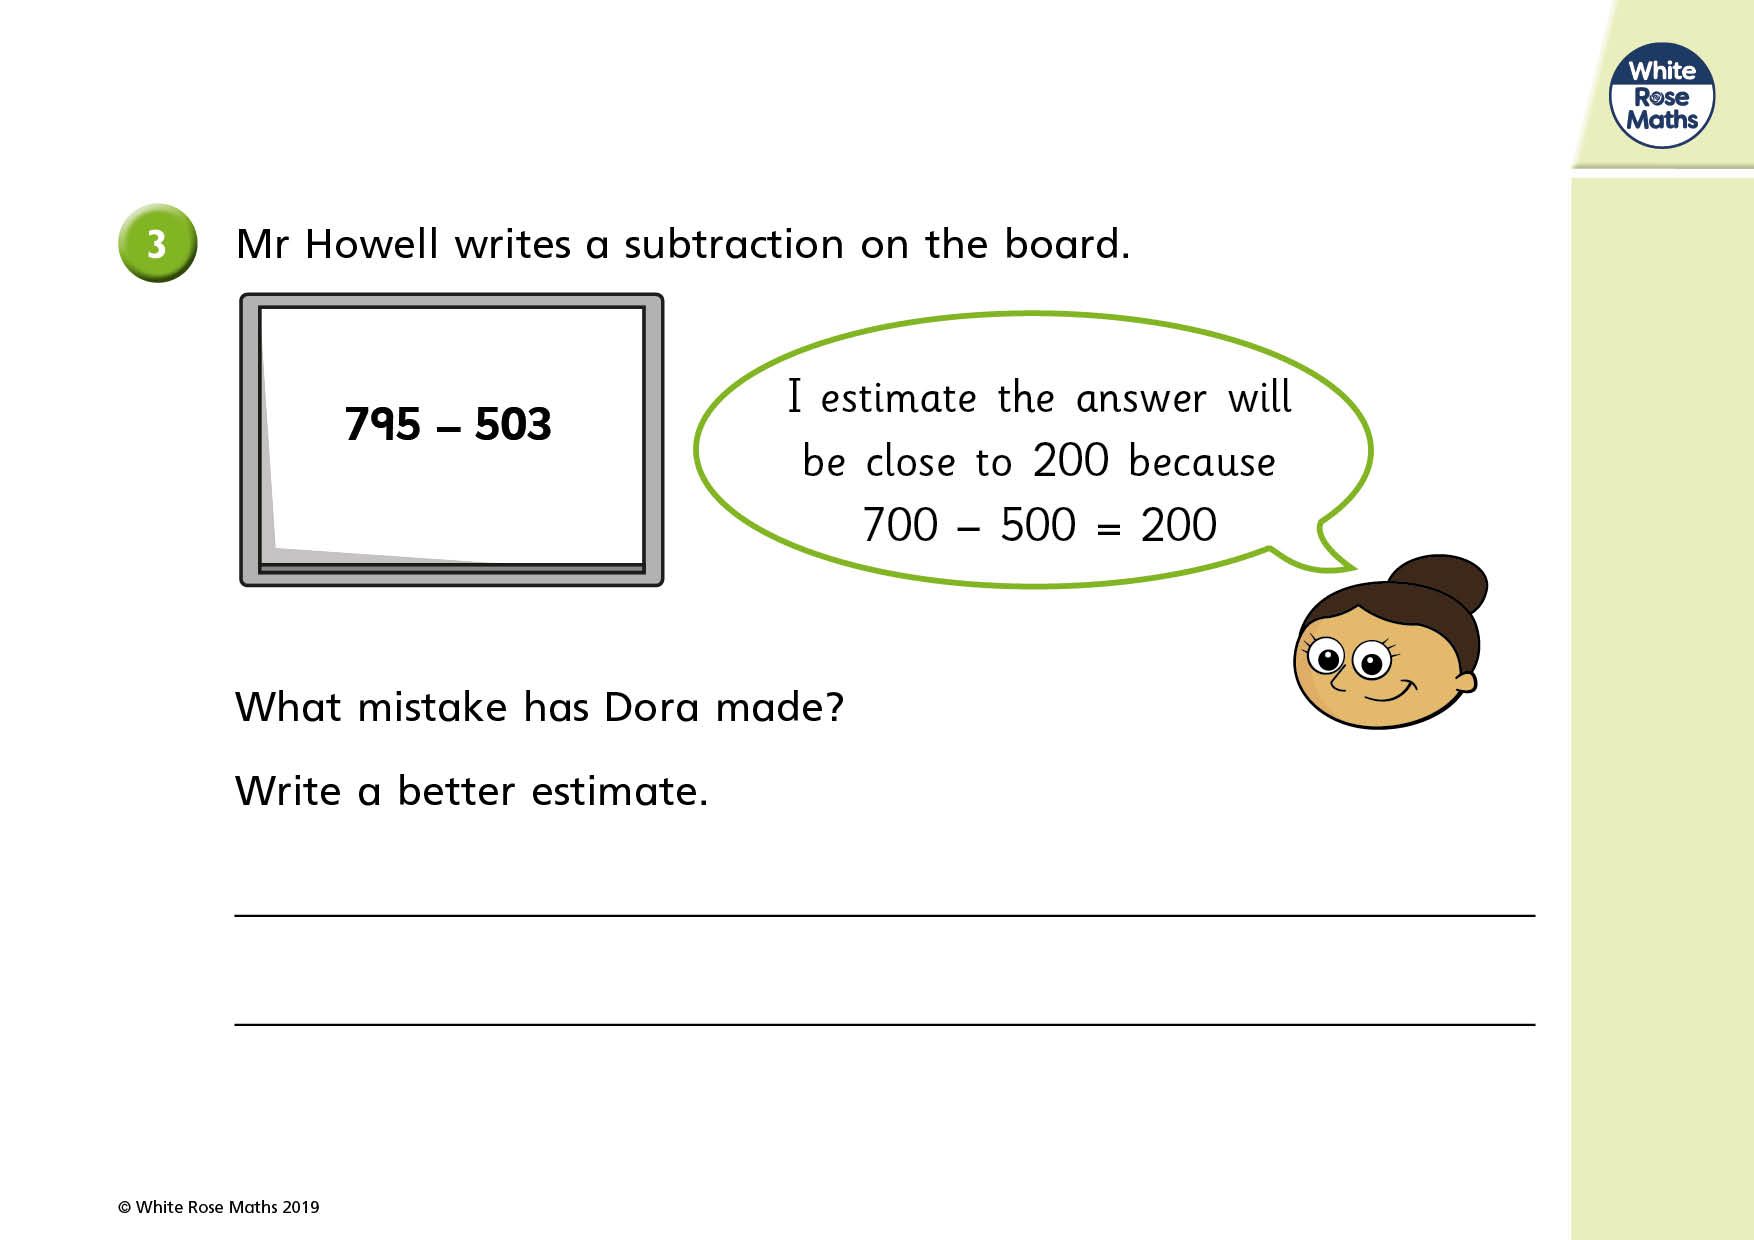 White
Rose
Maths
3 Mr Howell writes a subtraction on the board.
795 – 503
I estimate the answer will
be close to 200 because
700 – 500 = 200
What mistake has Dora made?
Write a better estimate.
© White Rose Maths 2019